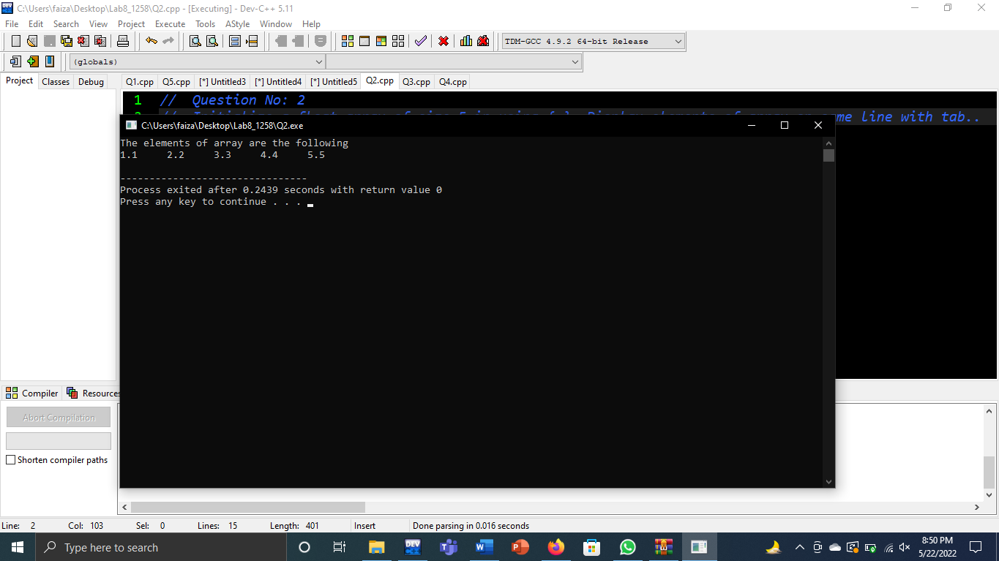 C:\Users\faiza\Desktop\Lab8_1258\Q2.cpp - [Executing] - Dev-C++ 5.11
File Edit Search View Project Execute Tools AStyle Window Help
TDM-GCC 4.9.2 64-bit Release
(globals)
Project Classes Debug Q1.cpp Q5.cpp [*] Untitled3 [*] Untitled4 [*] Untitled5 Q2.cpp Q3.cpp Q4.cpp
1 // Question No: 2
me line with tab..
C:\Users\faiza\Desktop\Lab8_1258\Q2.exe
The elements of array are the following
1.1 2.2 3.3 4.4 5.5
--------------------------------
Process exited after 0.2439 seconds with return value 0
Press any key to continue . . .
Compiler Resources
Abort Compilation
Shorten compiler paths
Line: 2 Col: 103 Sel: 0 Lines: 15 Length: 401 Insert Done parsing in 0.016 seconds
Type here to search
DEV
8:50 PM
5/22/2022